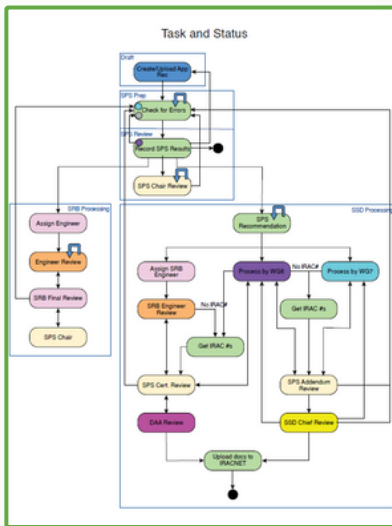 Task and Status
Draft
Create/Upload App
Rec
SPS Prep
Check for Errors
SPS Review
Record SPS Results
SPS Chair Review
SRB Processing
SSD Processing
Assign Engineer
SPS
Recommendation
Engineer Review
Assign SRB
Engineer
Process by WG6
No IRAC#
Process by WG7
SRB Final Review
SRB Engineer
Review
No IRAC#
Get IRAC #s
SPS Chair
Get IRAC #s
SPS Cert. Review
SPS Addendum
Review
DAA Review
SSD Chief Review
Upload docs to
IRACNET